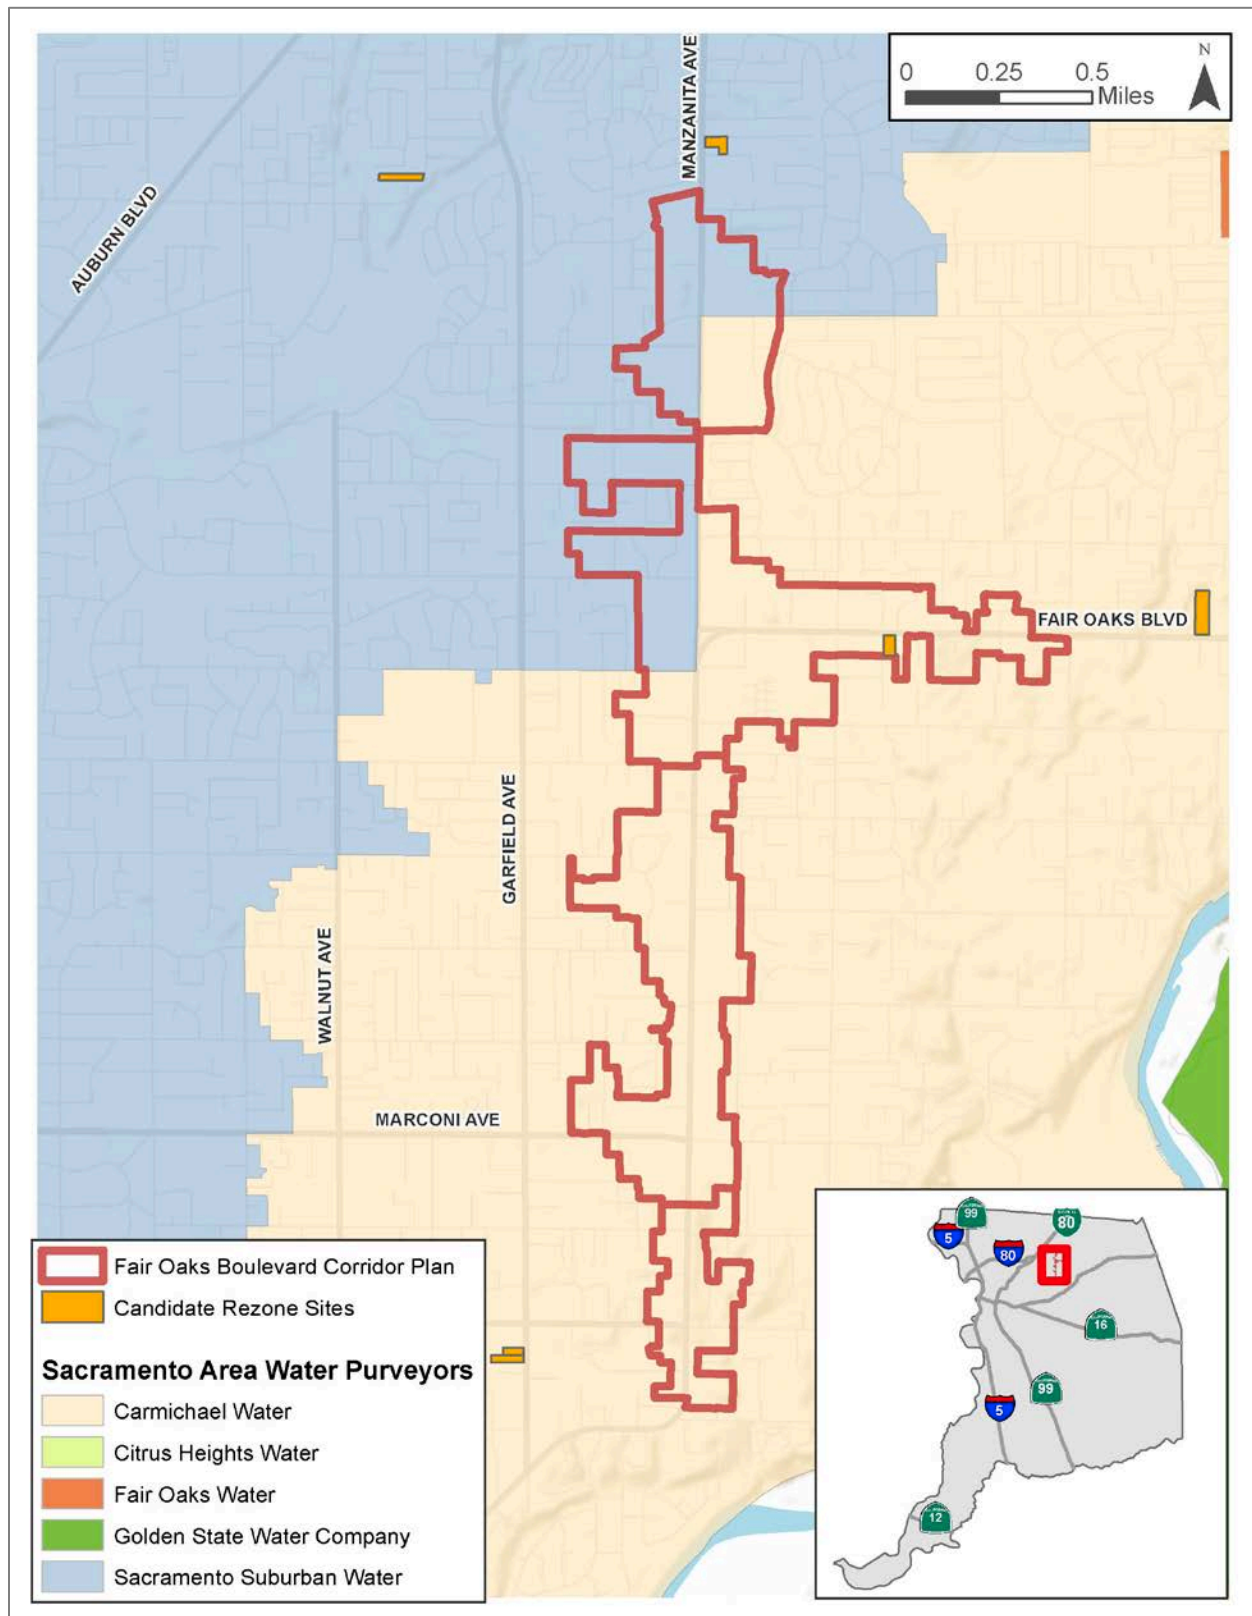 MANZANITA AVE
N
0 0.25 0.5
Miles
AUBURN BLVD
FAIR OAKS BLVD
GARFIELD AVE
WALNUT AVE
MARCONI AVE
Fair Oaks Boulevard Corridor Plan
Candidate Rezone Sites
Sacramento Area Water Purveyors
Carmichael Water
Citrus Heights Water
Fair Oaks Water
Golden State Water Company
Sacramento Suburban Water
99
80
5
80
16
99
5
12